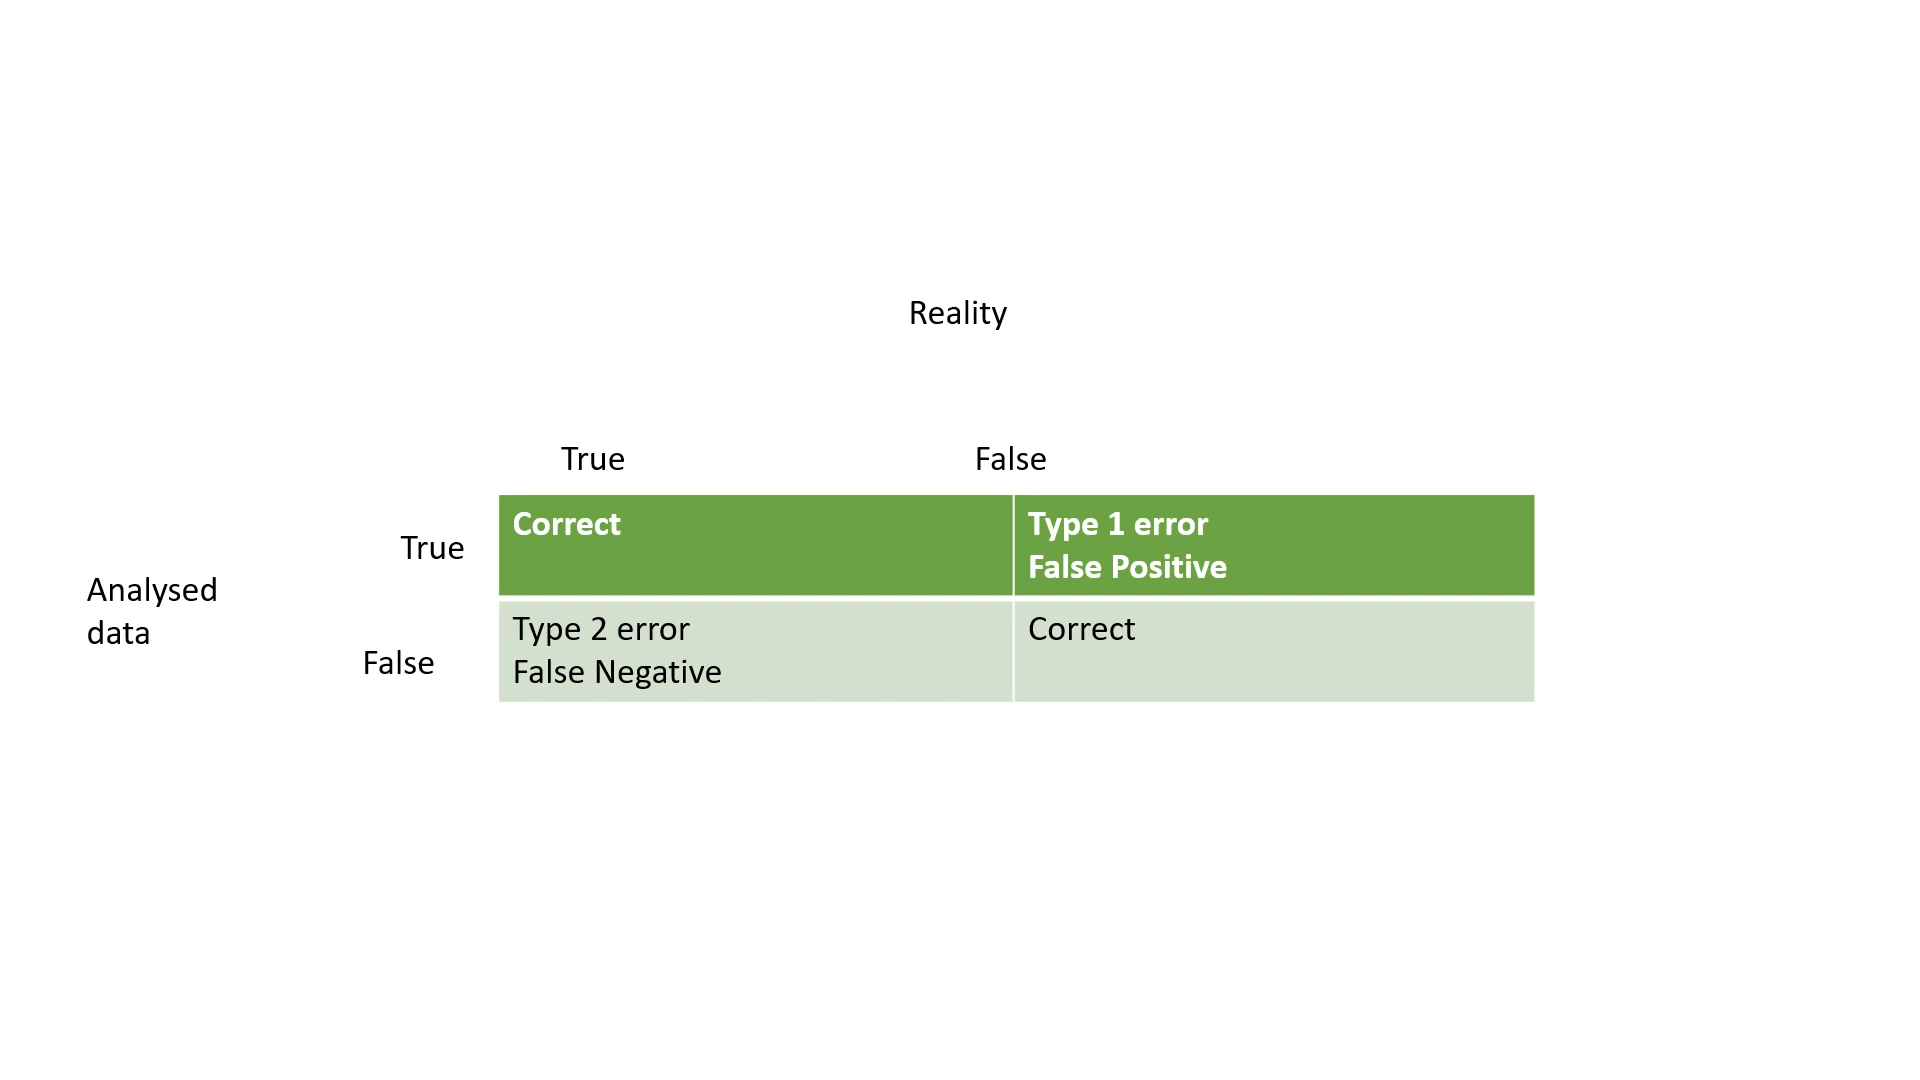 Reality
True
False
True
Correct
Type 1 error
False Positive
Analysed
data
False
Type 2 error
False Negative
Correct